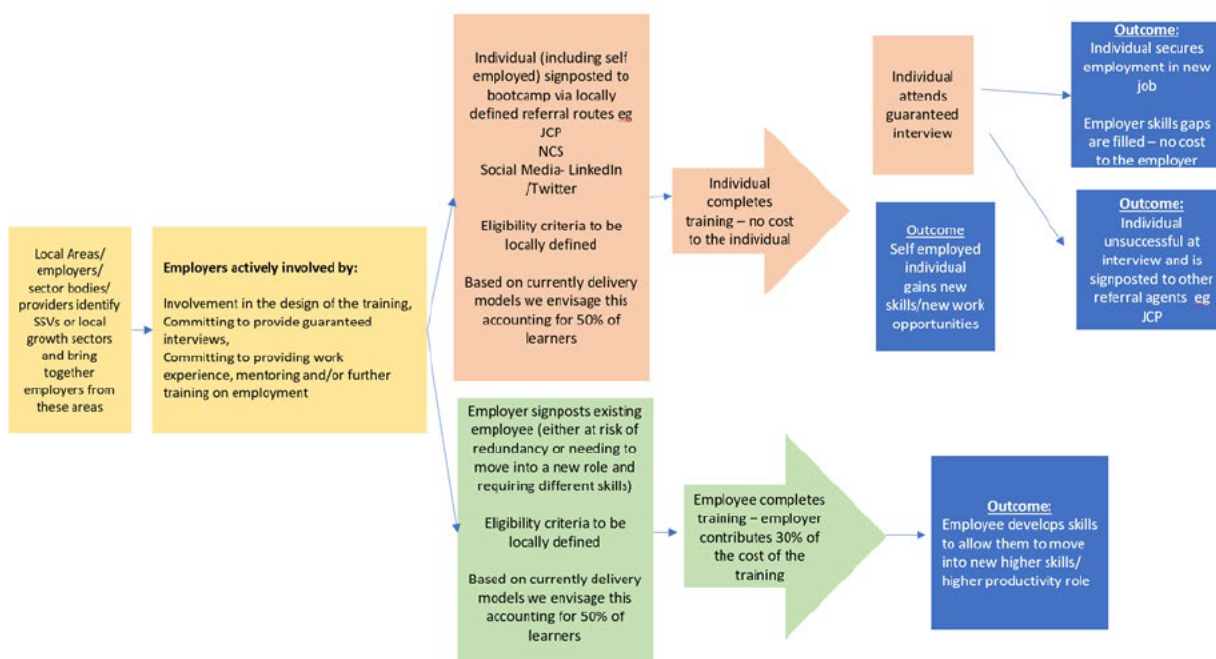 Local Areas/
employers/
sector bodies/
providers identify
SSVs or local
growth sectors
and bring
together
employers from
these areas
Employers actively involved by:
Involvement in the design of the training,
Committing to provide guaranteed
interviews,
Committing to providing work
experience, mentoring and/or further
training on employment
Individual (including self
employed) signposted to
bootcamp via locally
defined referral routes eg
JCP
NCS
Social Media- LinkedIn
/Twitter
Eligibility criteria to be
locally defined
Based on currently delivery
models we envisage this
accounting for 50% of
learners
Individual
completes
training – no cost
to the individual
Individual
attends
guaranteed
interview
Outcome
Self employed
individual
gains new
skills/new work
opportunities
Outcome:
Individual secures
employment in new
job
Employer skills gaps
are filled – no cost
to the employer
Outcome:
Individual
unsuccessful at
interview and is
signposted to other
referral agents eg
JCP
Employer signposts existing
employee (either at risk of
redundancy or needing to
move into a new role and
requiring different skills)
Eligibility criteria to be
locally defined
Based on currently delivery
models we envisage this
accounting for 50% of
learners
Employee completes
training – employer
contributes 30% of
the cost of the
training
Outcome:
Employee develops skills
to allow them to move
into new higher skills/
higher productivity role